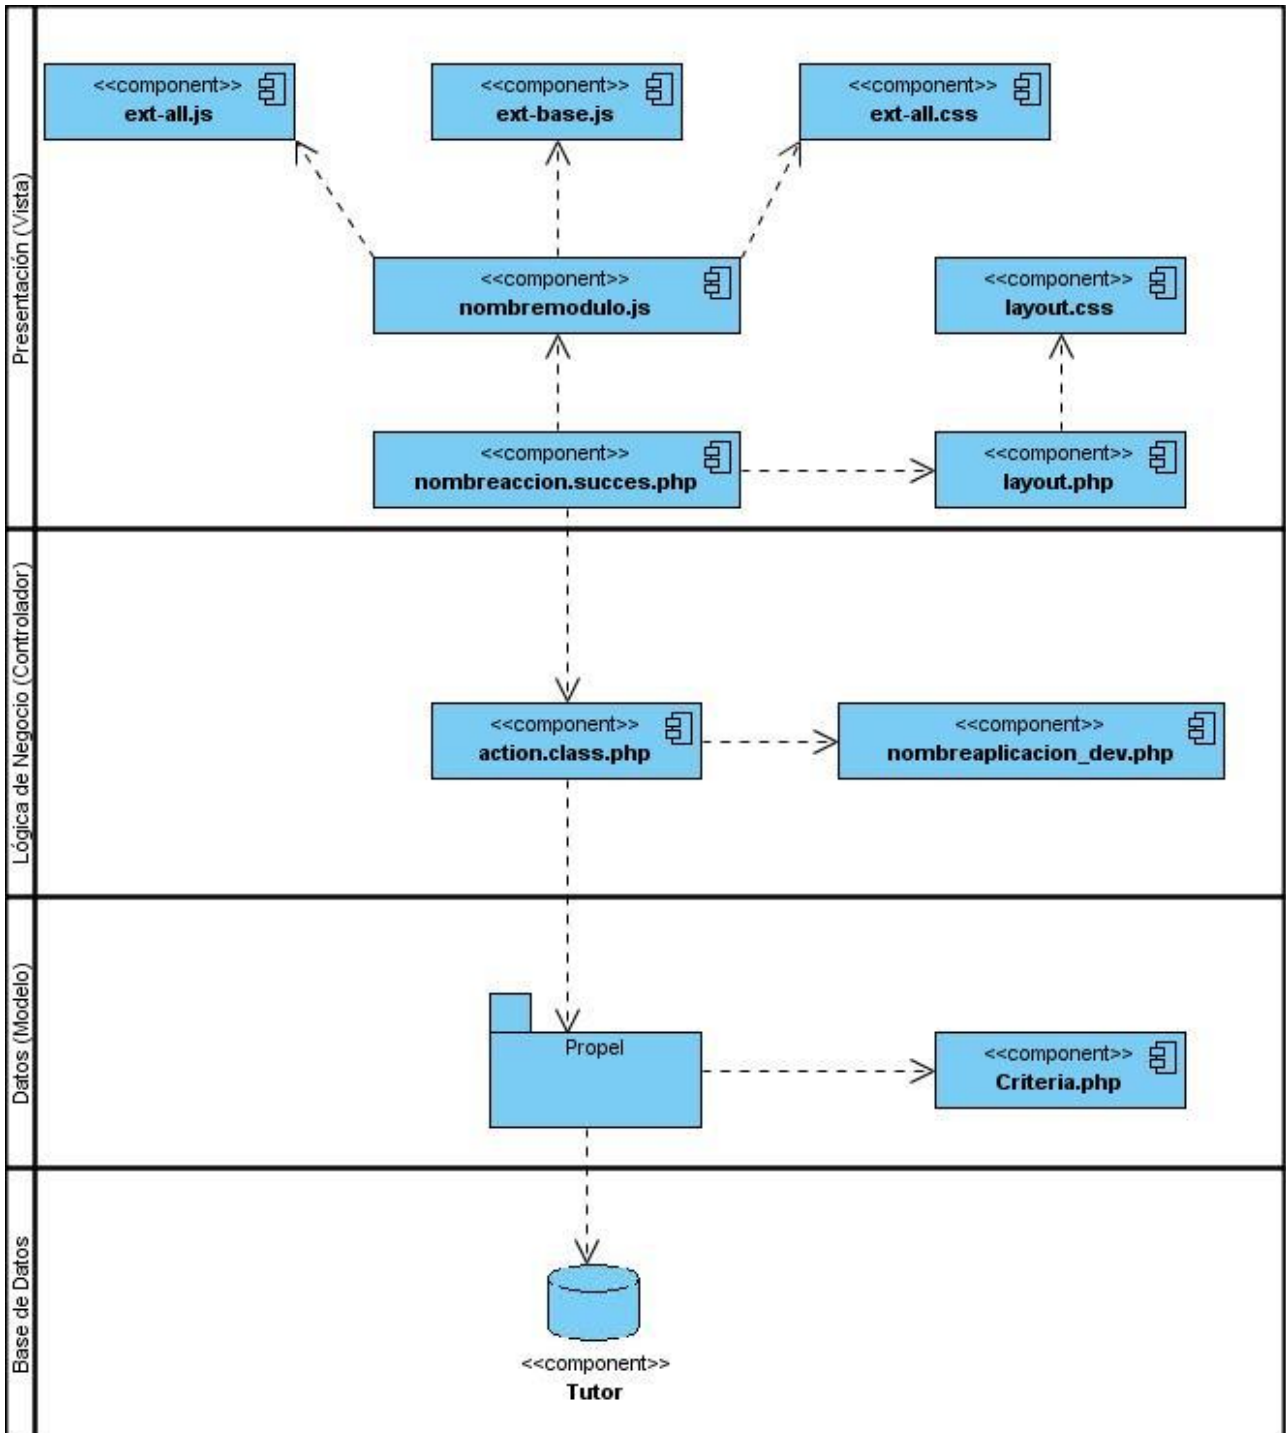 Presentación (Vista)
<<component>>
ext-all.js
<<component>>
ext-base.js
<<component>>
ext-all.css
<<component>>
nombremodulo.js
<<component>>
layout.css
<<component>>
nombreaccion.succes.php
<<component>>
layout.php
Lógica de Negocio (Controlador)
<<component>>
action.class.php
<<component>>
nombreaplicacion_dev.php
Datos (Modelo)
Propel
<<component>>
Criteria.php
Base de Datos
<<component>>
Tutor